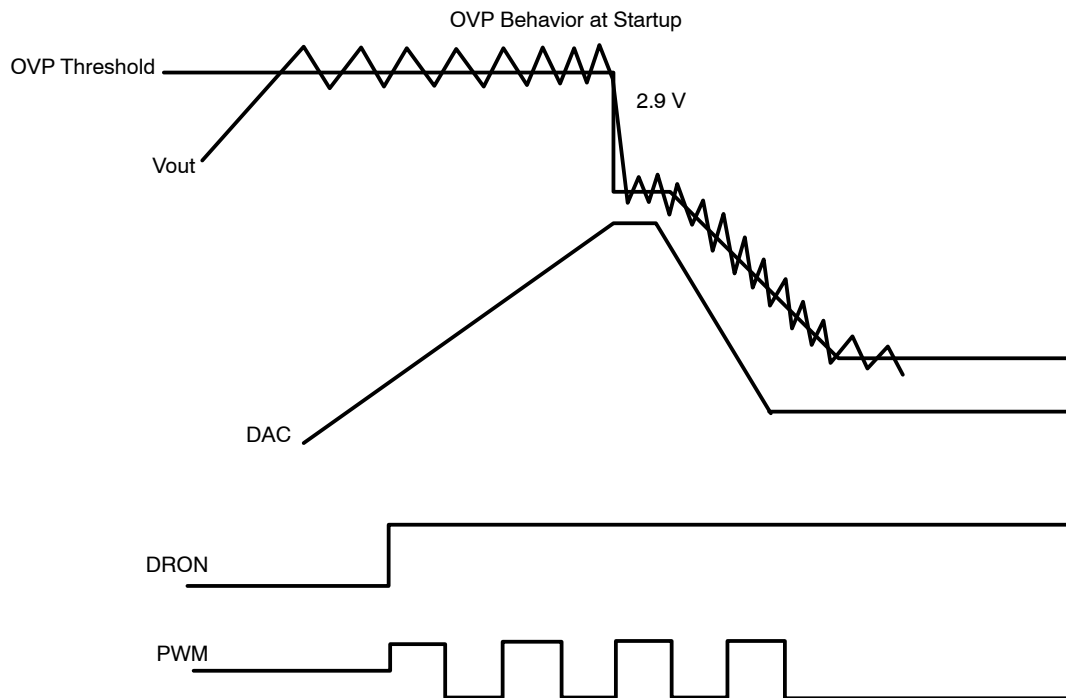 OVP Behavior at Startup
OVP Threshold
2.9 V
Vout
DAC
DRON
PWM